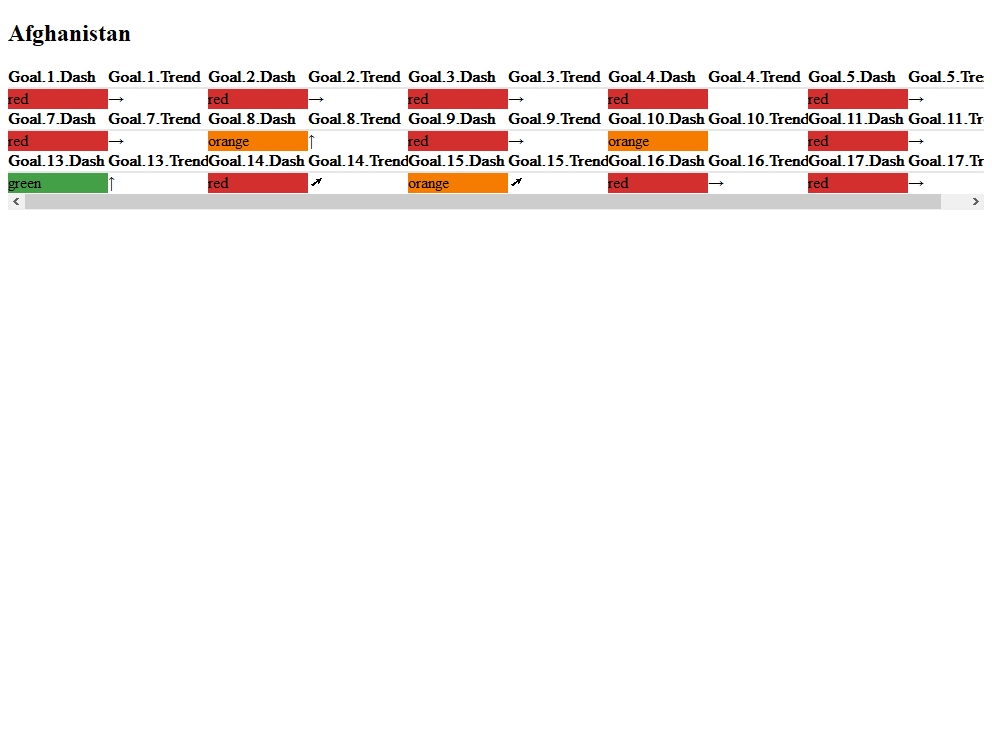 Afghanistan
Goal.1.Dash Goal.1.Trend Goal.2.Dash Goal.2.Trend Goal.3.Dash Goal.3.Trend Goal.4.Dash Goal.4.Trend Goal.5.Dash Goal.5.Tre
red → red → red → red red →
Goal.7.Dash Goal.7.Trend Goal.8.Dash Goal.8.Trend Goal.9.Dash Goal.9.Trend Goal.10.Dash Goal.10.Trend Goal.11.Dash Goal.11.Tr
red → orange ↑ red → orange red →
Goal.13.Dash Goal.13.Trend Goal.14.Dash Goal.14.Trend Goal.15.Dash Goal.15.Trend Goal.16.Dash Goal.16.Trend Goal.17.Dash Goal.17.Tr
green ↑ red ➚ orange ➚ red → red →